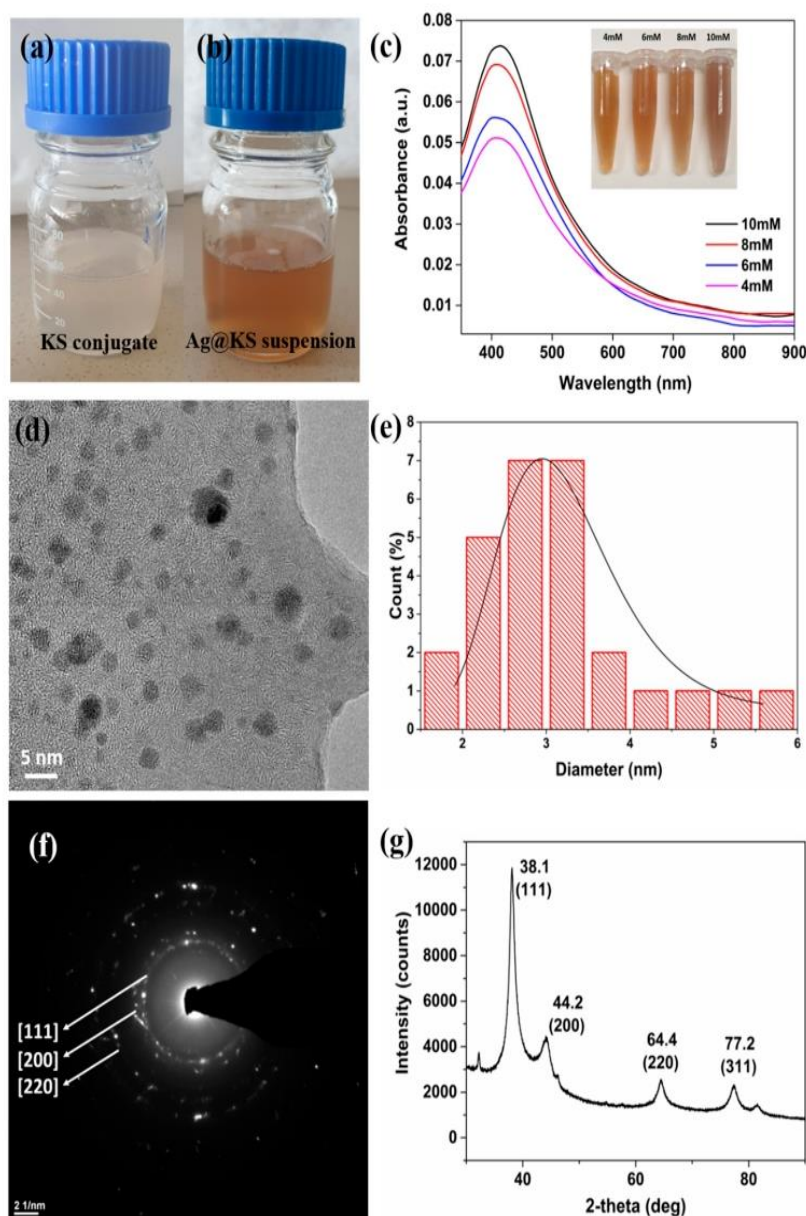 (a)
(b)
80
60
40
20
KS conjugate
Ag@KS suspension
(c)
4mM 6mM 8mM 10mM
0.08
0.07
0.06
0.05
0.04
0.03
0.02
0.01
Absorbance (a.u.)
10mM
8mM
6mM
4mM
400 500 600 700 800 900
Wavelength (nm)
(d)
5 nm
(e)
8
7
6
5
4
3
2
1
0
Count (%)
2 3 4 5 6
Diameter (nm)
(f)
[111]
[200]
[220]
2 1/nm
(g)
12000
10000
8000
6000
4000
2000
0
Intensity (counts)
38.1
(111)
44.2
(200)
64.4
(220)
77.2
(311)
40 60 80
2-theta (deg)